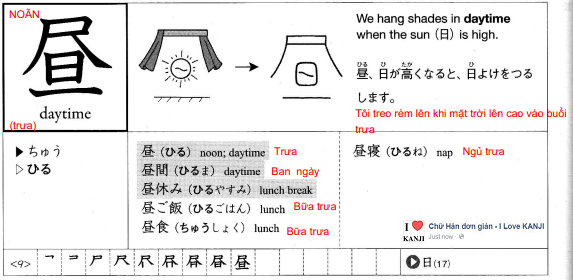 NOĂN
昼
daytime
(trưa)
We hang shades in daytime
when the sun (日) is high.
ひる ひ たか ひ
昼、日が高くなると、日よけをつる
します。
Tôi treo rèm lên khi mặt trời lên cao vào buổi
trưa
▶ ちゅう
▷ ひる
昼 (ひる) noon; daytime Trưa
昼間 (ひるま) daytime Ban ngày
昼休み (ひるやすみ) lunch break
昼ご飯 (ひるごはん) lunch Bữa trưa
昼食 (ちゅうしょく) lunch Bữa trưa
昼寝 (ひるね) nap Ngủ trưa
I ❤ KANJI
Chữ Hán đơn giản - I Love KANJI
Just now
<9>
尸 尺 尺 昼
日(17)